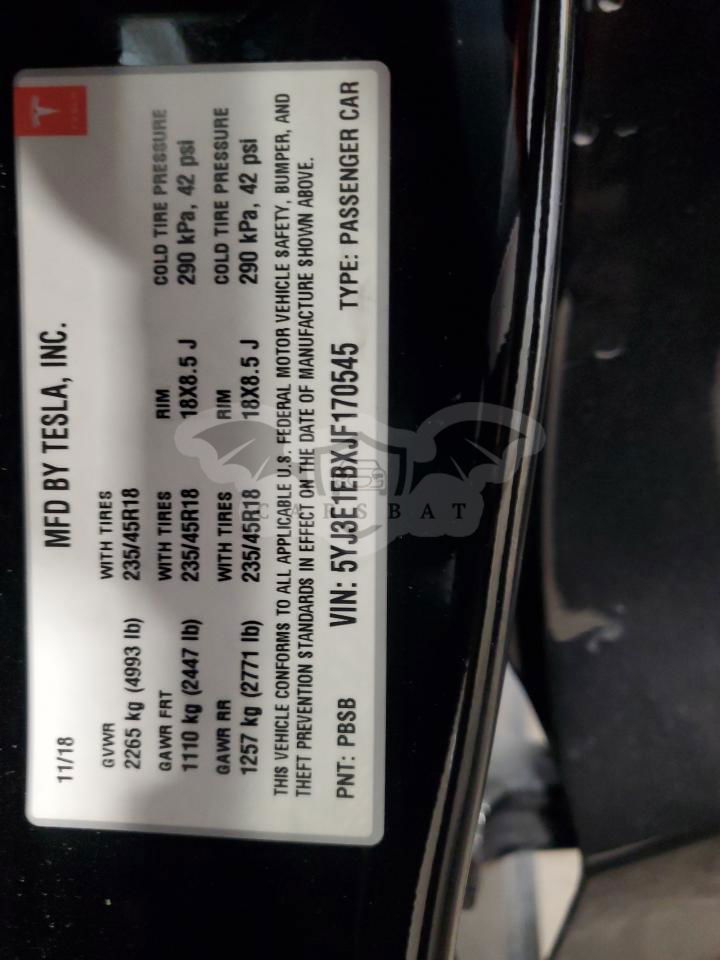 TESLA
MFD BY TESLA, INC.
11/18
GVWR WITH TIRES
2265 kg (4993 lb) 235/45R18
GAWR FRT WITH TIRES RIM COLD TIRE PRESSURE
1110 kg (2447 lb) 235/45R18 18X8.5 J 290 kPa, 42 psi
GAWR RR WITH TIRES RIM COLD TIRE PRESSURE
1257 kg (2771 lb) 235/45R18 18X8.5 J 290 kPa, 42 psi
THIS VEHICLE CONFORMS TO ALL APPLICABLE U.S. FEDERAL MOTOR VEHICLE SAFETY, BUMPER, AND
THEFT PREVENTION STANDARDS IN EFFECT ON THE DATE OF MANUFACTURE SHOWN ABOVE.
PNT: PBSB VIN: 5YJ3E1EBXJF170545 TYPE: PASSENGER CAR
CARSBAT